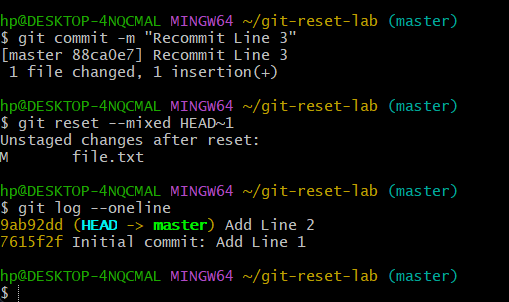 hp@DESKTOP-4NQCMAL MINGW64 ~/git-reset-lab (master)
$ git commit -m "Recommit Line 3"
[master 88ca0e7] Recommit Line 3
 1 file changed, 1 insertion(+)
hp@DESKTOP-4NQCMAL MINGW64 ~/git-reset-lab (master)
$ git reset --mixed HEAD~1
Unstaged changes after reset:
M       file.txt
hp@DESKTOP-4NQCMAL MINGW64 ~/git-reset-lab (master)
$ git log --oneline
9ab92dd (HEAD -> master) Add Line 2
7615f2f Initial commit: Add Line 1
hp@DESKTOP-4NQCMAL MINGW64 ~/git-reset-lab (master)
$